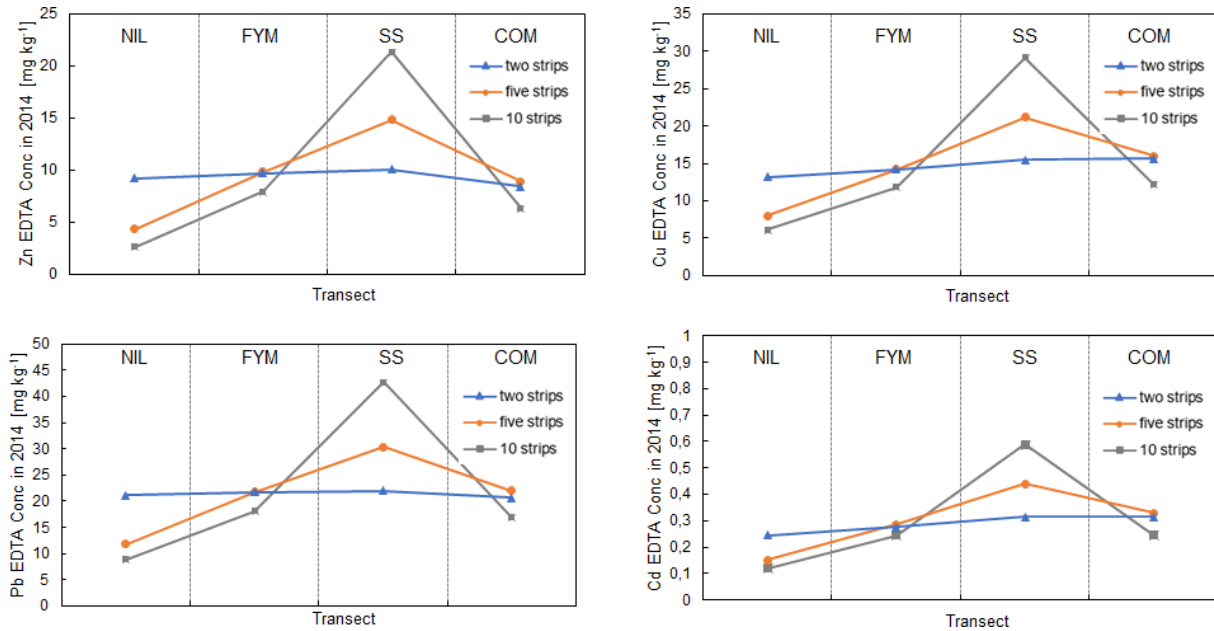 Zn EDTA Conc in 2014 [mg kg⁻¹]
25
20
15
10
5
0
NIL FYM SS COM
two strips
five strips
10 strips
Transect
Cu EDTA Conc in 2014 [mg kg⁻¹]
35
30
25
20
15
10
5
0
NIL FYM SS COM
two strips
five strips
10 strips
Transect
Pb EDTA Conc in 2014 [mg kg⁻¹]
50
45
40
35
30
25
20
15
10
5
0
NIL FYM SS COM
two strips
five strips
10 strips
Transect
Cd EDTA Conc in 2014 [mg kg⁻¹]
1
0,9
0,8
0,7
0,6
0,5
0,4
0,3
0,2
0,1
0
NIL FYM SS COM
two strips
five strips
10 strips
Transect